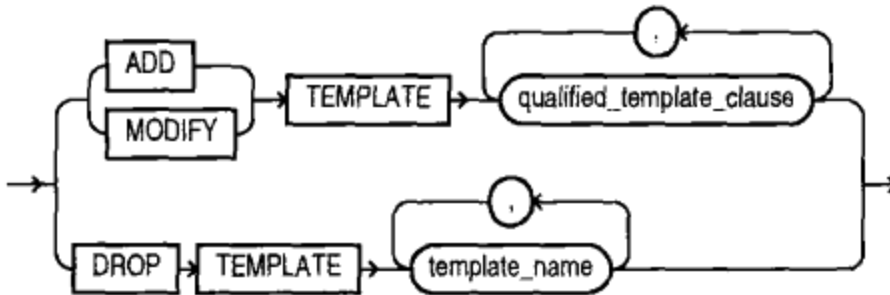 ,
ADD
TEMPLATE qualified_template_clause
MODIFY
,
DROP TEMPLATE template_name